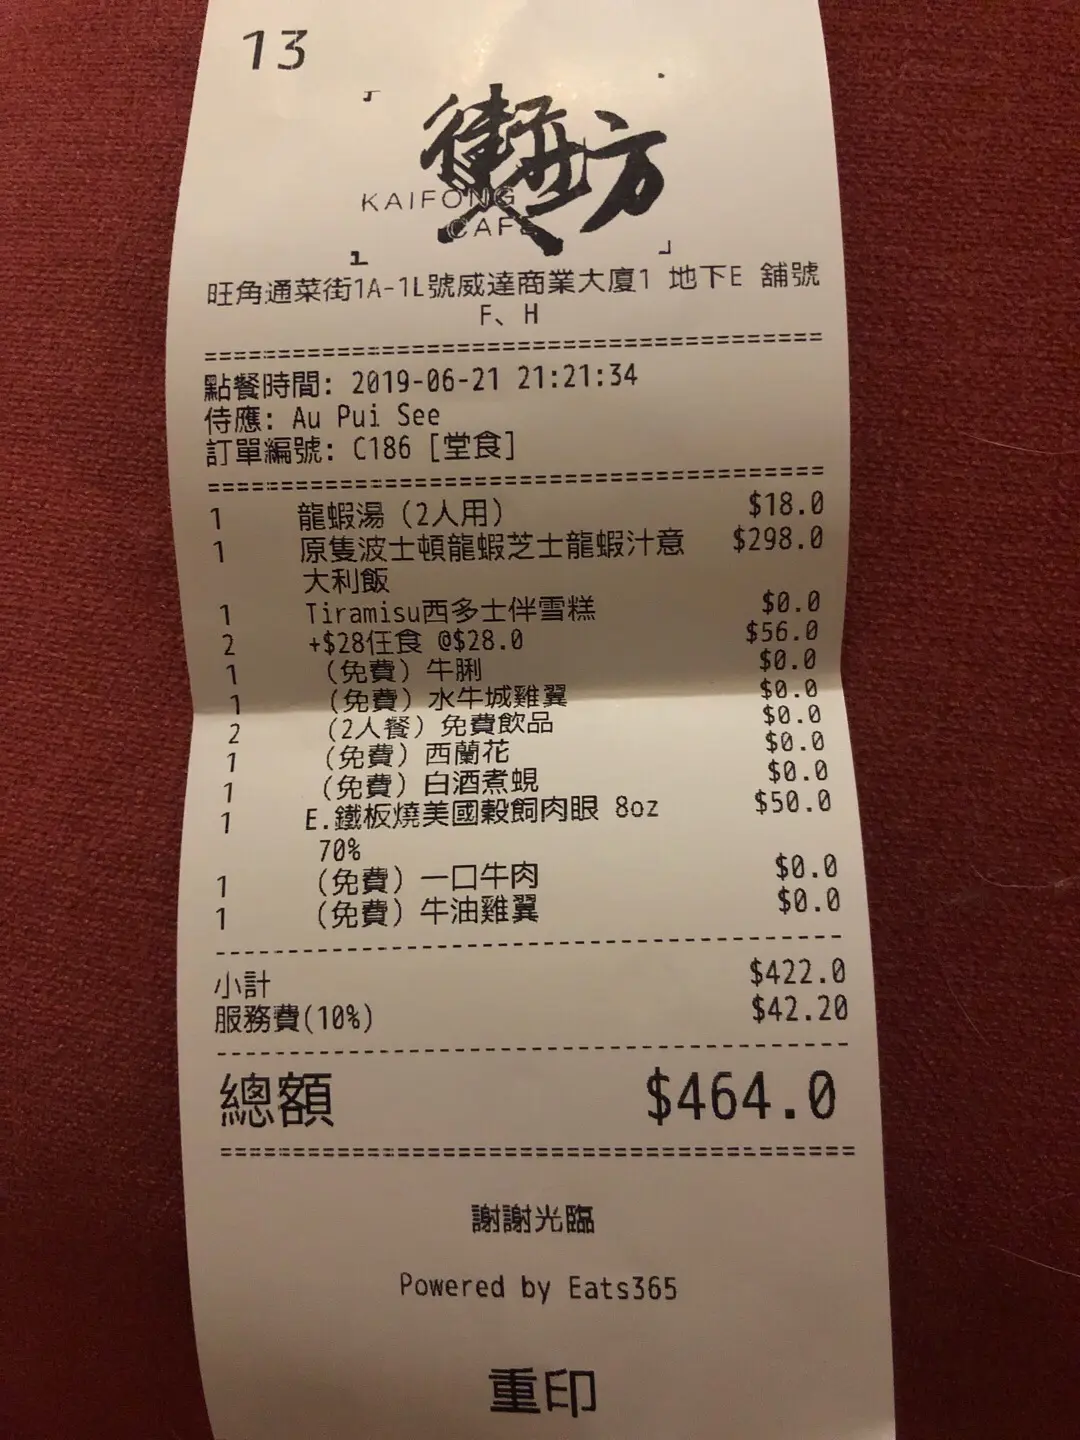 13
街坊
KAIFONG
CAFE
旺角通菜街1A-1L號威達商業大廈1 地下E 舖號
F、H
點餐時間: 2019-06-21 21:21:34
侍應: Au Pui See
訂單編號: C186 [堂食]
1 龍蝦湯（2人用） $18.0
1 原隻波士頓龍蝦芝士龍蝦汁意 $298.0
大利飯
1 Tiramisu西多士伴雪糕 $0.0
2 +$28任食 @$28.0 $56.0
1 （免費）牛脷 $0.0
1 （免費）水牛城雞翼 $0.0
2 （2人餐）免費飲品 $0.0
1 （免費）西蘭花 $0.0
1 （免費）白酒煮蜆 $0.0
1 E.鐵板燒美國穀飼肉眼 8oz $50.0
70%
1 （免費）一口牛肉 $0.0
1 （免費）牛油雞翼 $0.0
小計 $422.0
服務費(10%) $42.20
總額 $464.0
謝謝光臨
Powered by Eats365
重印